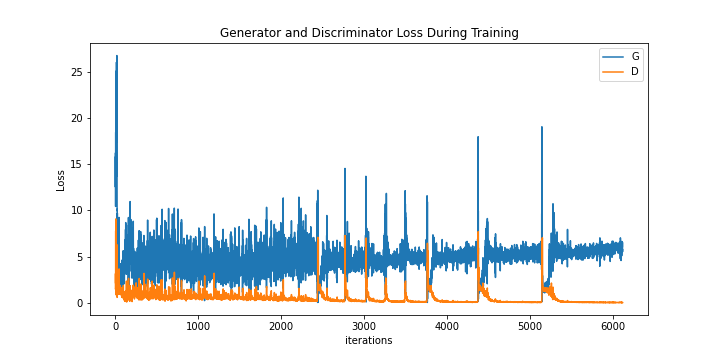 Generator and Discriminator Loss During Training
G
D
25
20
15
10
5
0
Loss
0 1000 2000 3000 4000 5000 6000
iterations